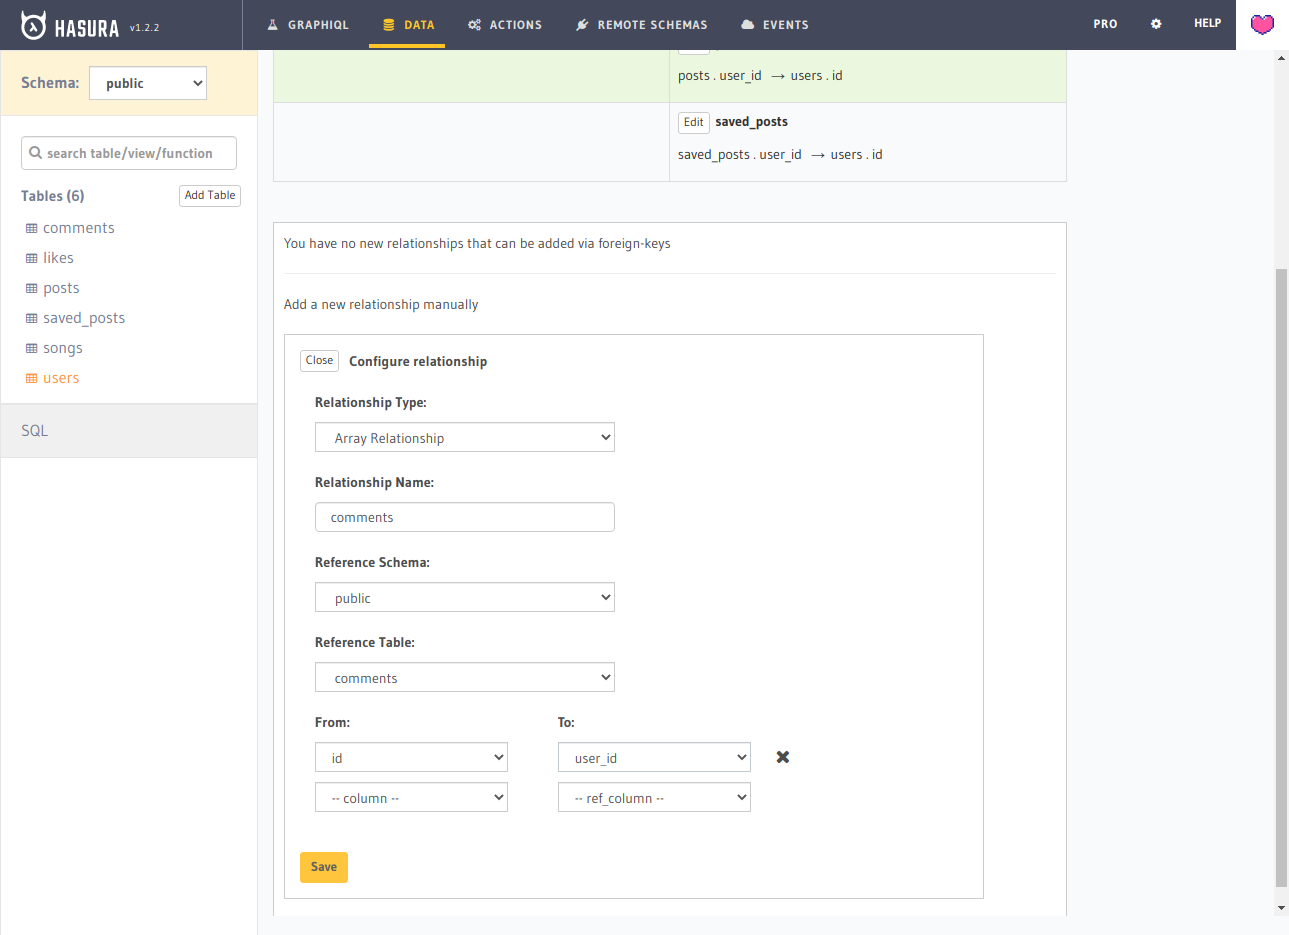 HASURA v1.2.2 GRAPHIQL DATA ACTIONS REMOTE SCHEMAS EVENTS PRO HELP
Schema: public
search table/view/function
Tables (6) Add Table
comments
likes
posts
saved_posts
songs
users
SQL
posts . user_id → users . id
Edit saved_posts
saved_posts . user_id → users . id
You have no new relationships that can be added via foreign-keys
Add a new relationship manually
Close Configure relationship
Relationship Type:
Array Relationship
Relationship Name:
comments
Reference Schema:
public
Reference Table:
comments
From: To:
id user_id
-- column -- -- ref_column --
Save